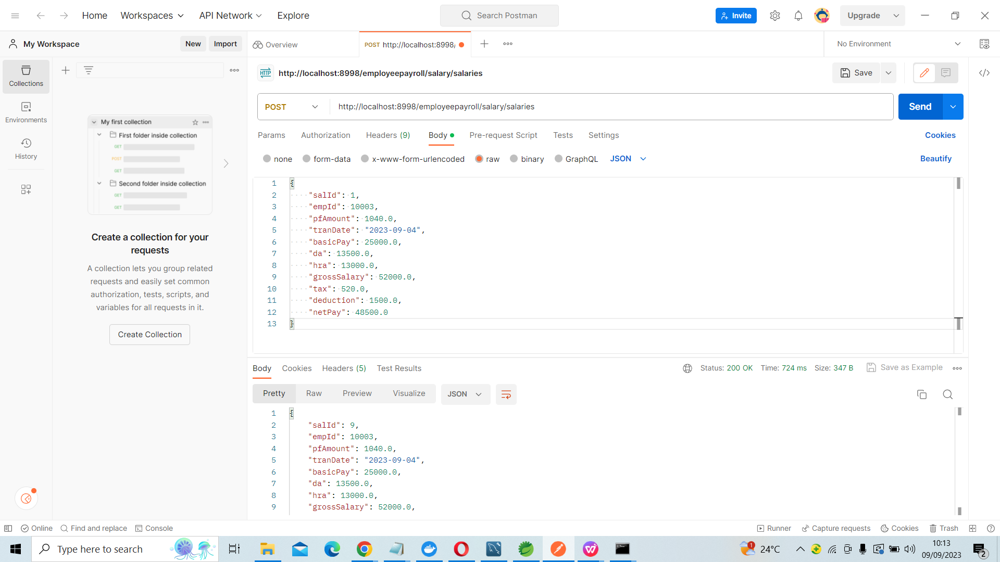 Home Workspaces API Network Explore Search Postman Invite Upgrade
My Workspace New Import Overview POST http://localhost:8998/ No Environment
Collections
Environments
History
My first collection
First folder inside collection
GET
POST
GET
Second folder inside collection
GET
GET
Create a collection for your
requests
A collection lets you group related
requests and easily set common
authorization, tests, scripts, and
variables for all requests in it.
Create Collection
HTTP http://localhost:8998/employeepayroll/salary/salaries Save
POST http://localhost:8998/employeepayroll/salary/salaries Send
Params Authorization Headers (9) Body Pre-request Script Tests Settings Cookies
none form-data x-www-form-urlencoded raw binary GraphQL JSON Beautify
1 {
2 "salId": 1,
3 "empId": 10003,
4 "pfAmount": 1040.0,
5 "tranDate": "2023-09-04",
6 "basicPay": 25000.0,
7 "da": 13500.0,
8 "hra": 13000.0,
9 "grossSalary": 52000.0,
10 "tax": 520.0,
11 "deduction": 1500.0,
12 "netPay": 48500.0
13 }
Body Cookies Headers (5) Test Results Status: 200 OK Time: 724 ms Size: 347 B Save as Example
Pretty Raw Preview Visualize JSON
1 {
2 "salId": 9,
3 "empId": 10003,
4 "pfAmount": 1040.0,
5 "tranDate": "2023-09-04",
6 "basicPay": 25000.0,
7 "da": 13500.0,
8 "hra": 13000.0,
9 "grossSalary": 52000.0,
Online Find and replace Console Runner Capture requests Cookies Trash
Type here to search 1 24°C 10:13
09/09/2023 2